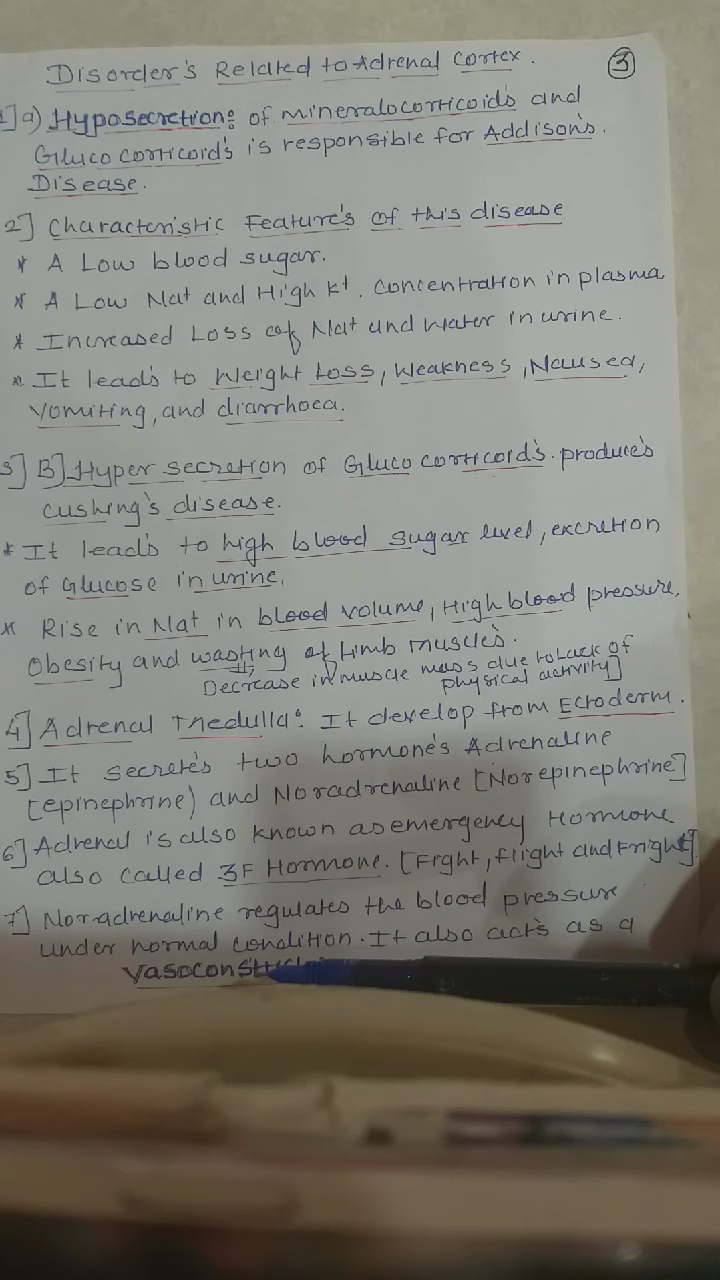 Disorder's Related to Adrenal Cortex.
3
1] a) Hyposecretion: of mineralocorticoid's and
Gluco corticoid's is responsible for Addison's.
Disease.
2] Characteristic Feature's of this disease
* A Low blood sugar.
* A Low Na+ and High K+. Concentration in plasma
* Increased Loss of Na+ and water in urine.
* It lead's to Weight Loss, Weakness, Nausea,
Vomiting, and diarrhoea.
3] B] Hyper secretion of Gluco corticoid's. produce's
cushing's disease.
* It lead's to high blood sugar level, excretion
of Glucose in urine.
* Rise in Na+ in blood volume, High blood pressure,
Obesity and wasting of Limb muscle's.
Decrease in muscle mass due to Lack of
physical activity]
4] Adrenal medulla: It develop from Ectoderm.
5] It secrete's two hormone's Adrenaline
[epinephrine) and Noradrenaline [Norepinephrine]
6] Adrenal is also known as emergency Hormone
also called 3F Hormone. [Fight, flight and Fright].
7] Noradrenaline regulates the blood pressure
under normal condition. It also act's as a